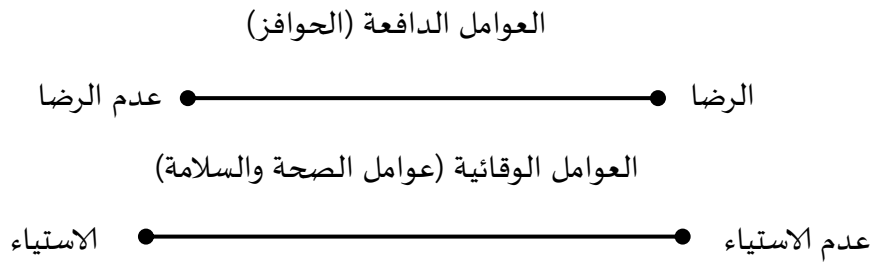 العوامل الدافعة (الحوافز)
الرضا عدم الرضا
العوامل الوقائية (عوامل الصحة والسلامة)
عدم الاستياء الاستياء